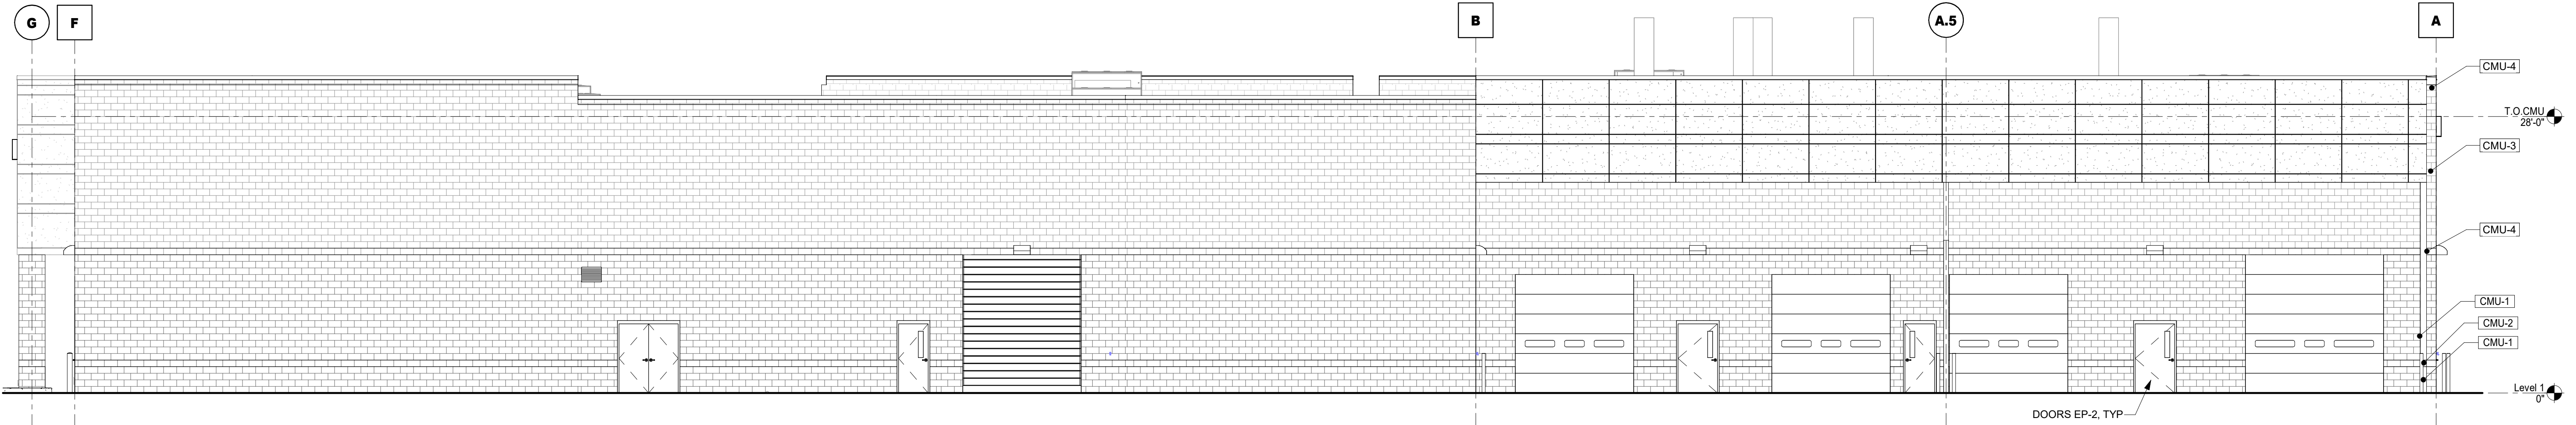 G
F
B
A.5
A
CMU-4
T.O.CMU
28'-0"
CMU-3
CMU-4
CMU-1
CMU-2
CMU-1
Level 1
0"
DOORS EP-2, TYP